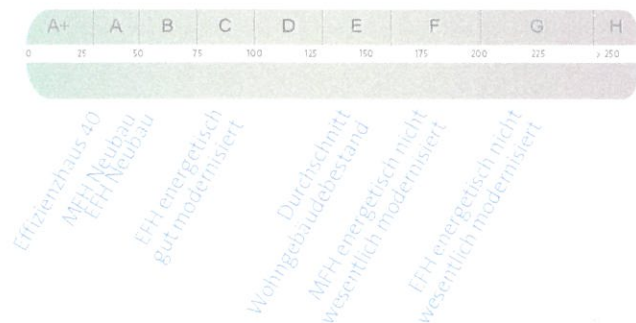 A+ A B C D E F G H
0 25 50 75 100 125 150 175 200 225 > 250
Effizienzhaus 40
MFH Neubau
EFH Neubau
EFH energetisch
gut modernisiert
Durchschnitt
Wohngebäudebestand
MFH energetisch nicht
wesentlich modernisiert
EFH energetisch nicht
wesentlich modernisiert